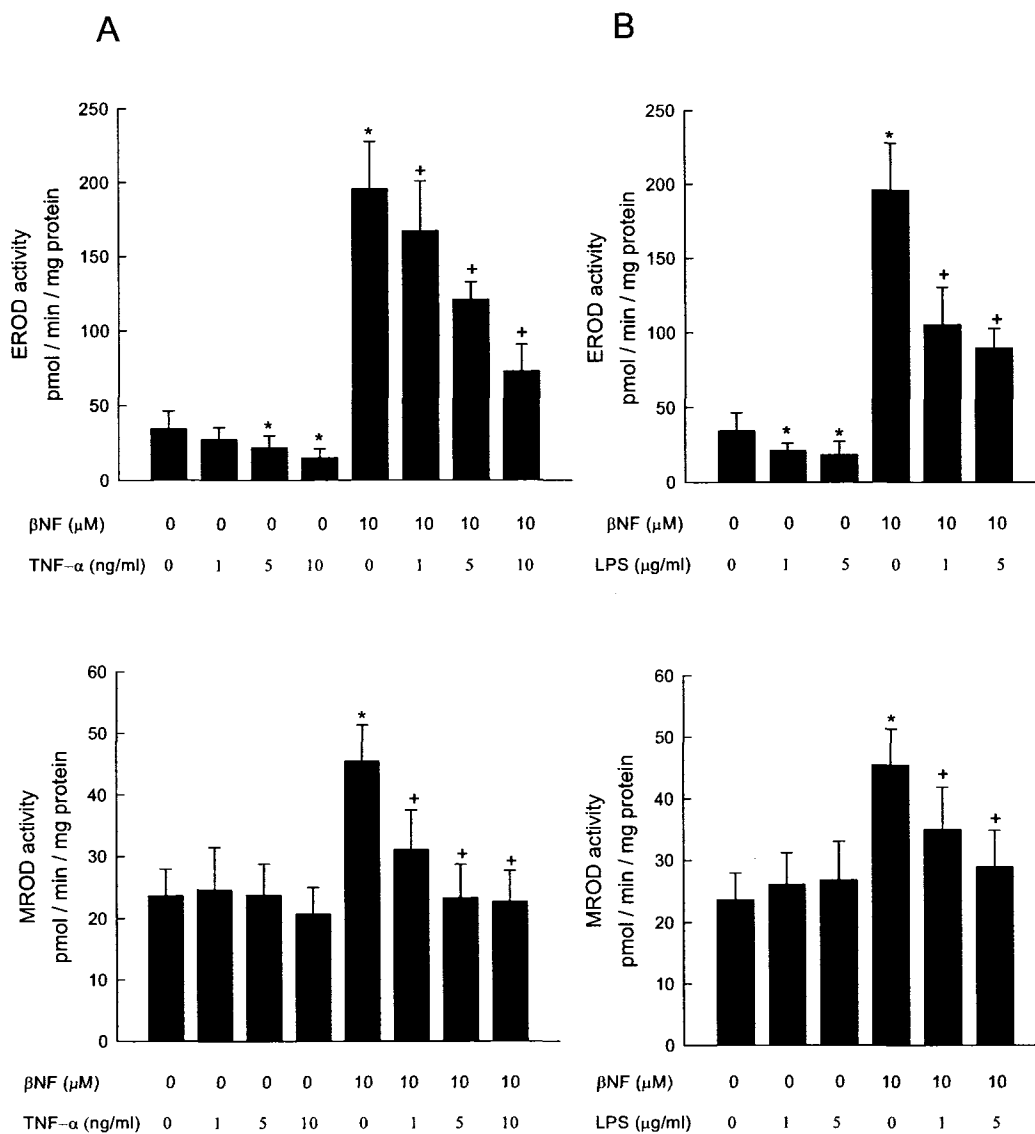 A
B
EROD activity
pmol / min / mg protein
250
200
150
100
50
0
* * * + + +
βNF (μM) 0 0 0 0 10 10 10 10
TNF-α (ng/ml) 0 1 5 10 0 1 5 10
EROD activity
pmol / min / mg protein
250
200
150
100
50
0
* * * + +
βNF (μM) 0 0 0 10 10 10
LPS (μg/ml) 0 1 5 0 1 5
MROD activity
pmol / min / mg protein
60
50
40
30
20
10
0
* + + +
βNF (μM) 0 0 0 0 10 10 10 10
TNF-α (ng/ml) 0 1 5 10 0 1 5 10
MROD activity
pmol / min / mg protein
60
50
40
30
20
10
0
* + +
βNF (μM) 0 0 0 10 10 10
LPS (μg/ml) 0 1 5 0 1 5